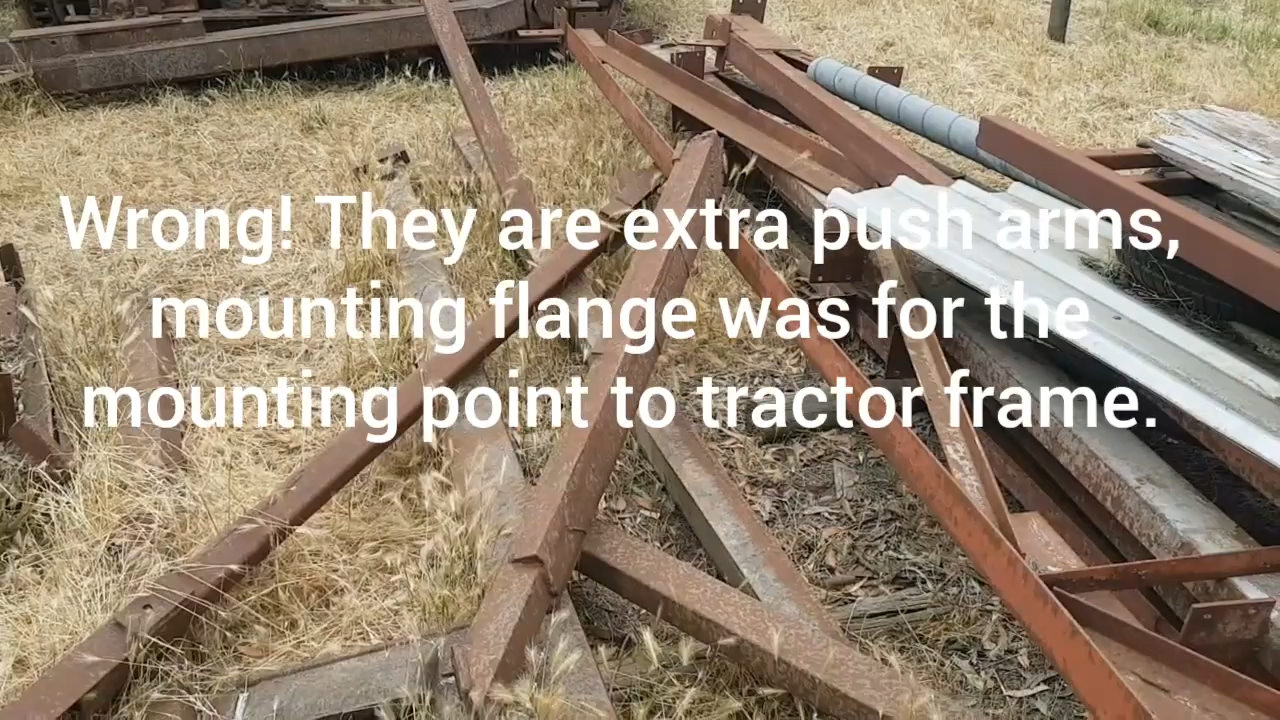 Wrong! They are extra push arms,
mounting flange was for the
mounting point to tractor frame.